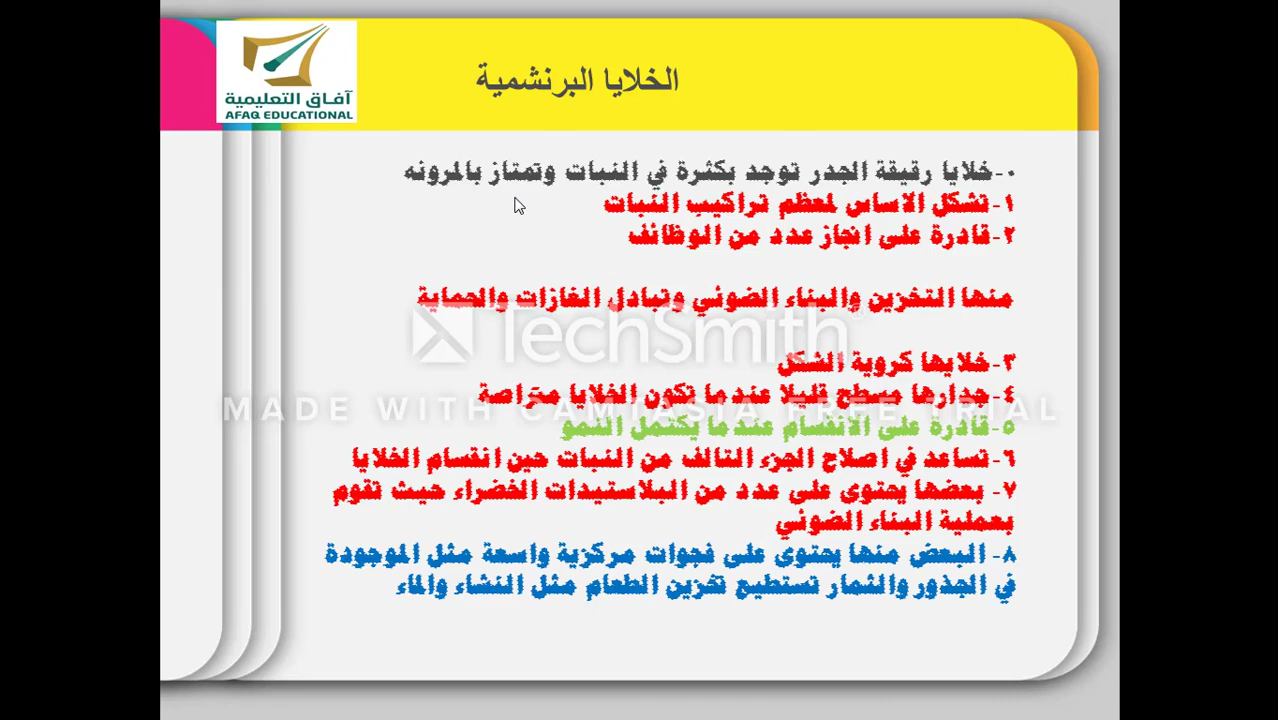 آفاق التعليمية
AFAQ EDUCATIONAL
الخلايا البرنشمية
٠-خلايا رقيقة الجدر توجد بكثرة في النبات وتمتاز بالمرونه
١-تشكل الاساس لمعظم تراكيب النبات
٢-قادرة على انجاز عدد من الوظائف
منها التخزين والبناء الضوئي وتبادل الغازات والحماية
TechSmith®
٣-خلايها كروية الشكل
٤-جدارها مسطح قليلا عندما تكون الخلايا متراصة
MADE WITH CAMTASIA FREE TRIAL
٥-قادرة على الانقسام عندما يكتمل النمو
٦-تساعد في اصلاح الجزء التالف من النبات حين انقسام الخلايا
٧- بعضها يحتوى على عدد من البلاستيدات الخضراء حيث تقوم
بعملية البناء الضوئي
٨- البعض منها يحتوى على فجوات مركزية واسعة مثل الموجودة
في الجذور والثمار تستطيع تخزين الطعام مثل النشاء والماء